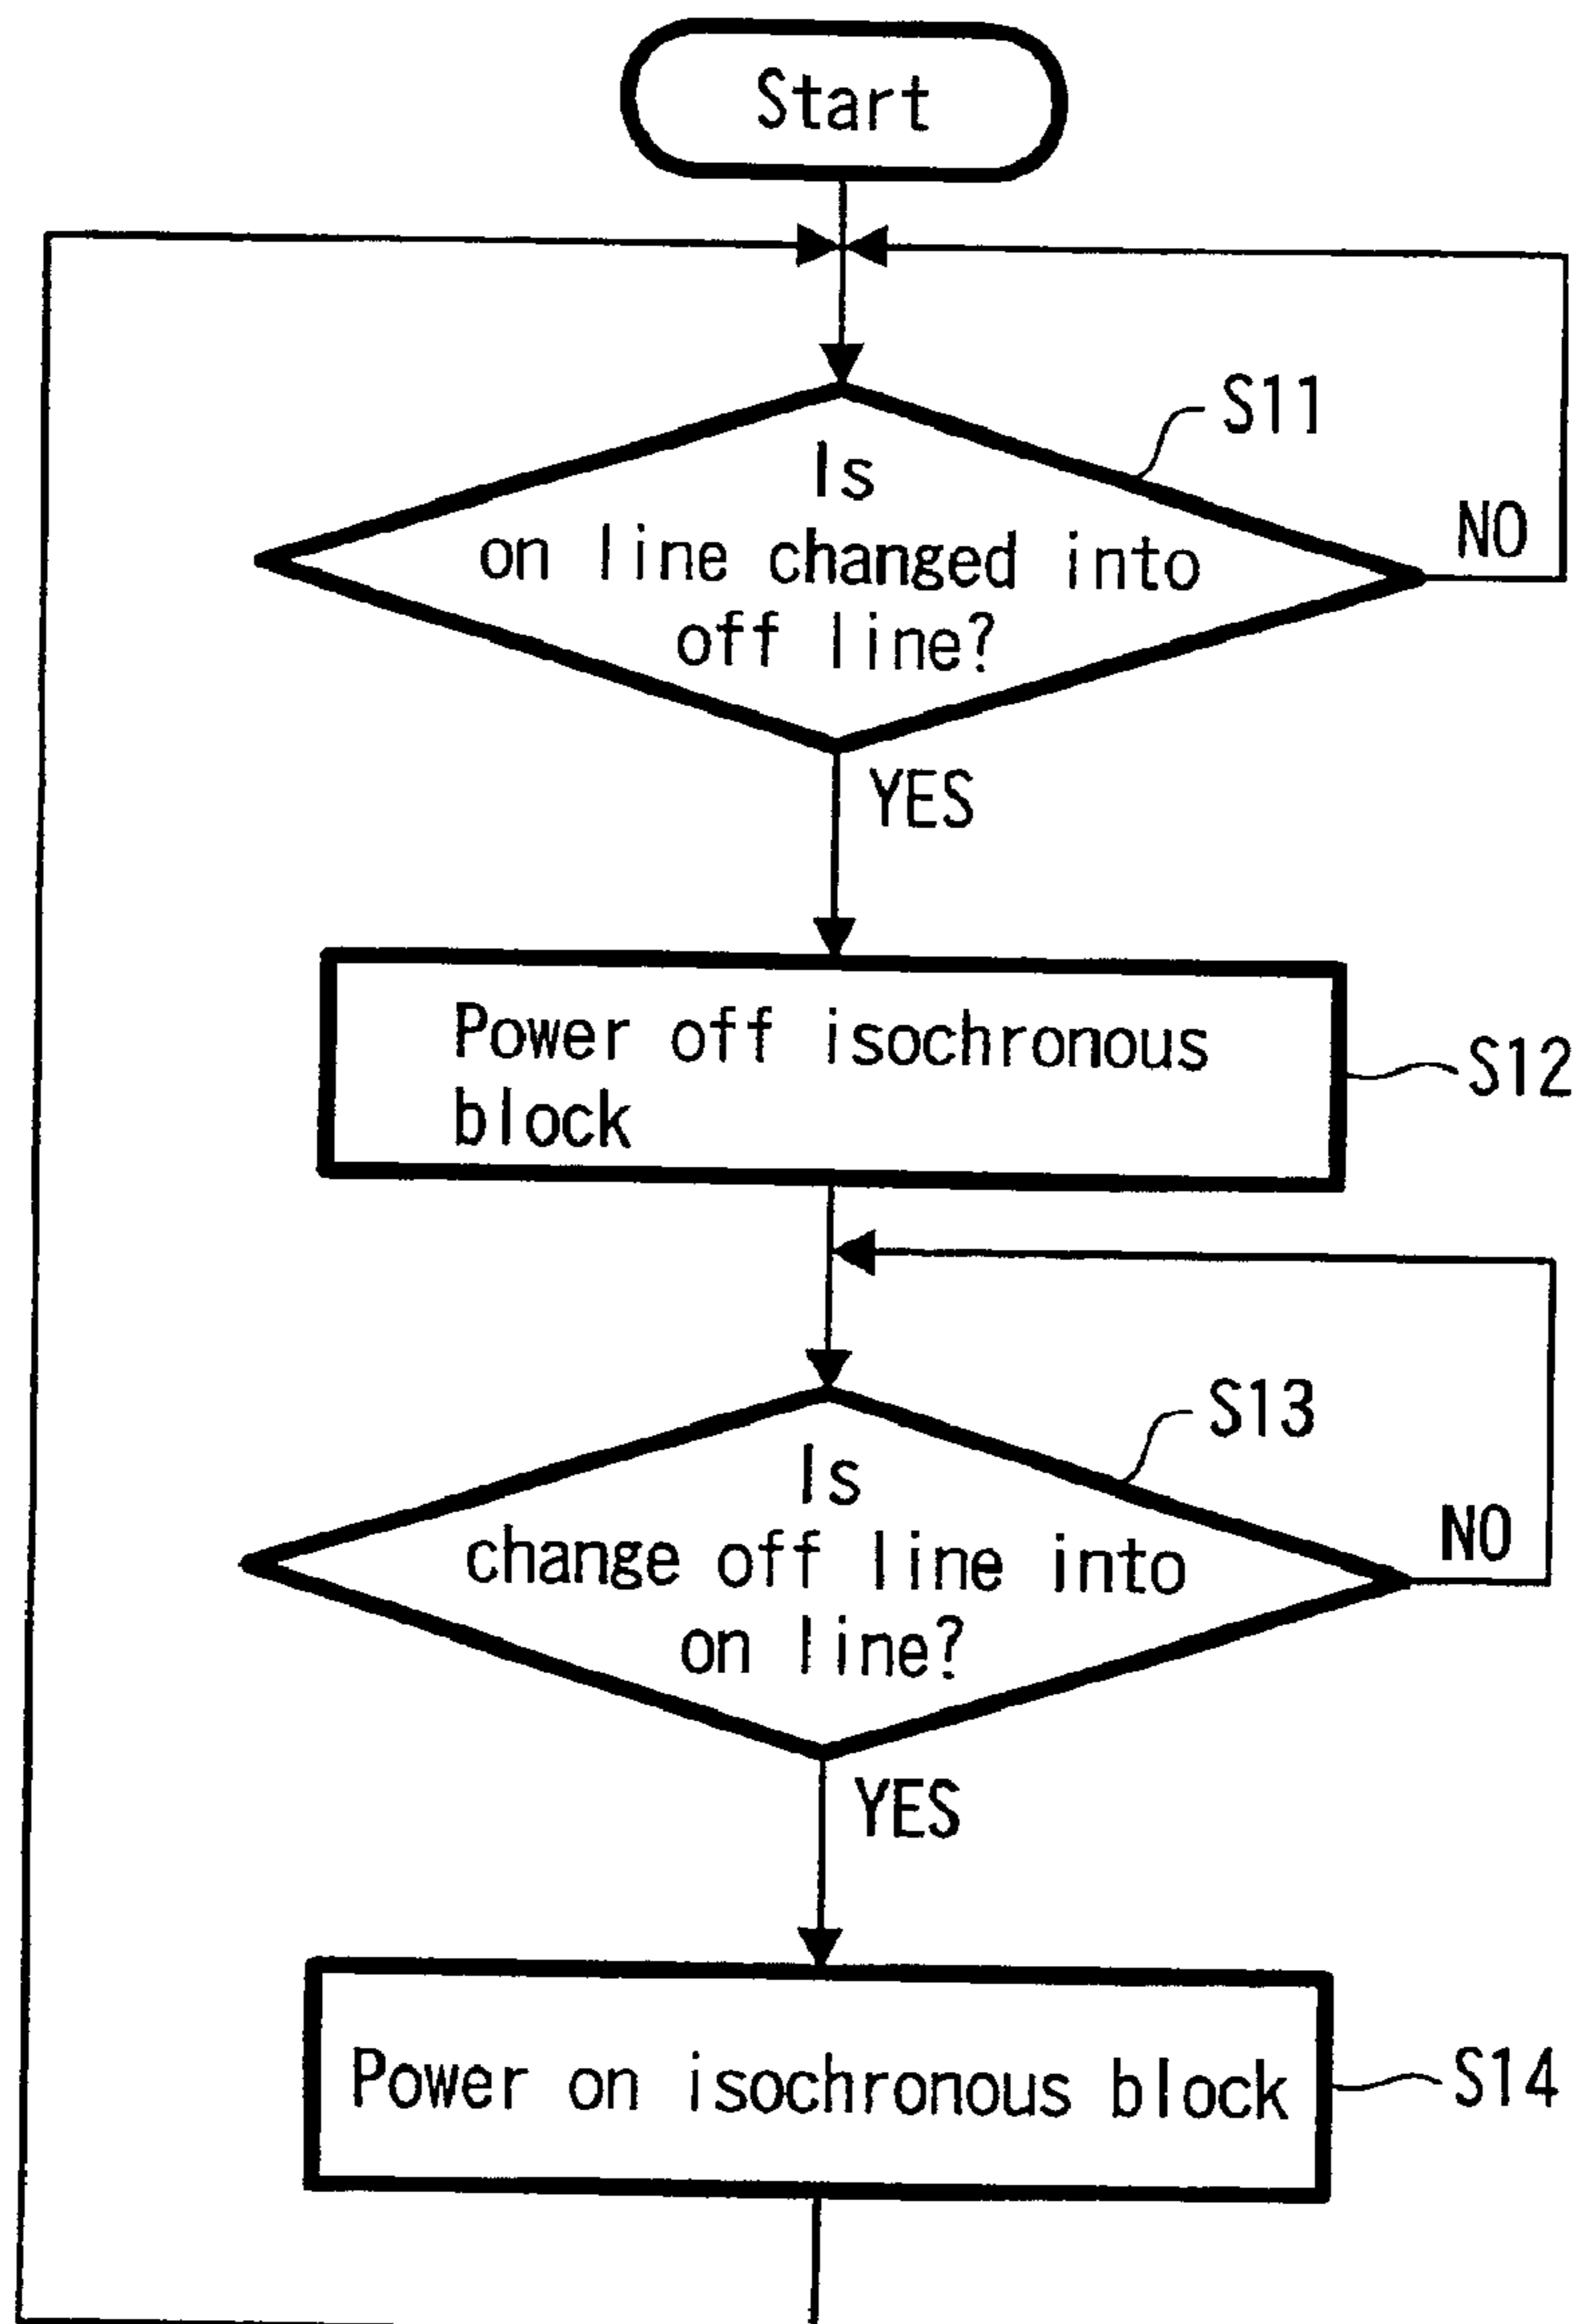 Start
S11
Is
on line changed into
off line?
NO
YES
Power off isochronous
block
S12
S13
Is
change off line into
on line?
NO
YES
Power on isochronous block
S14